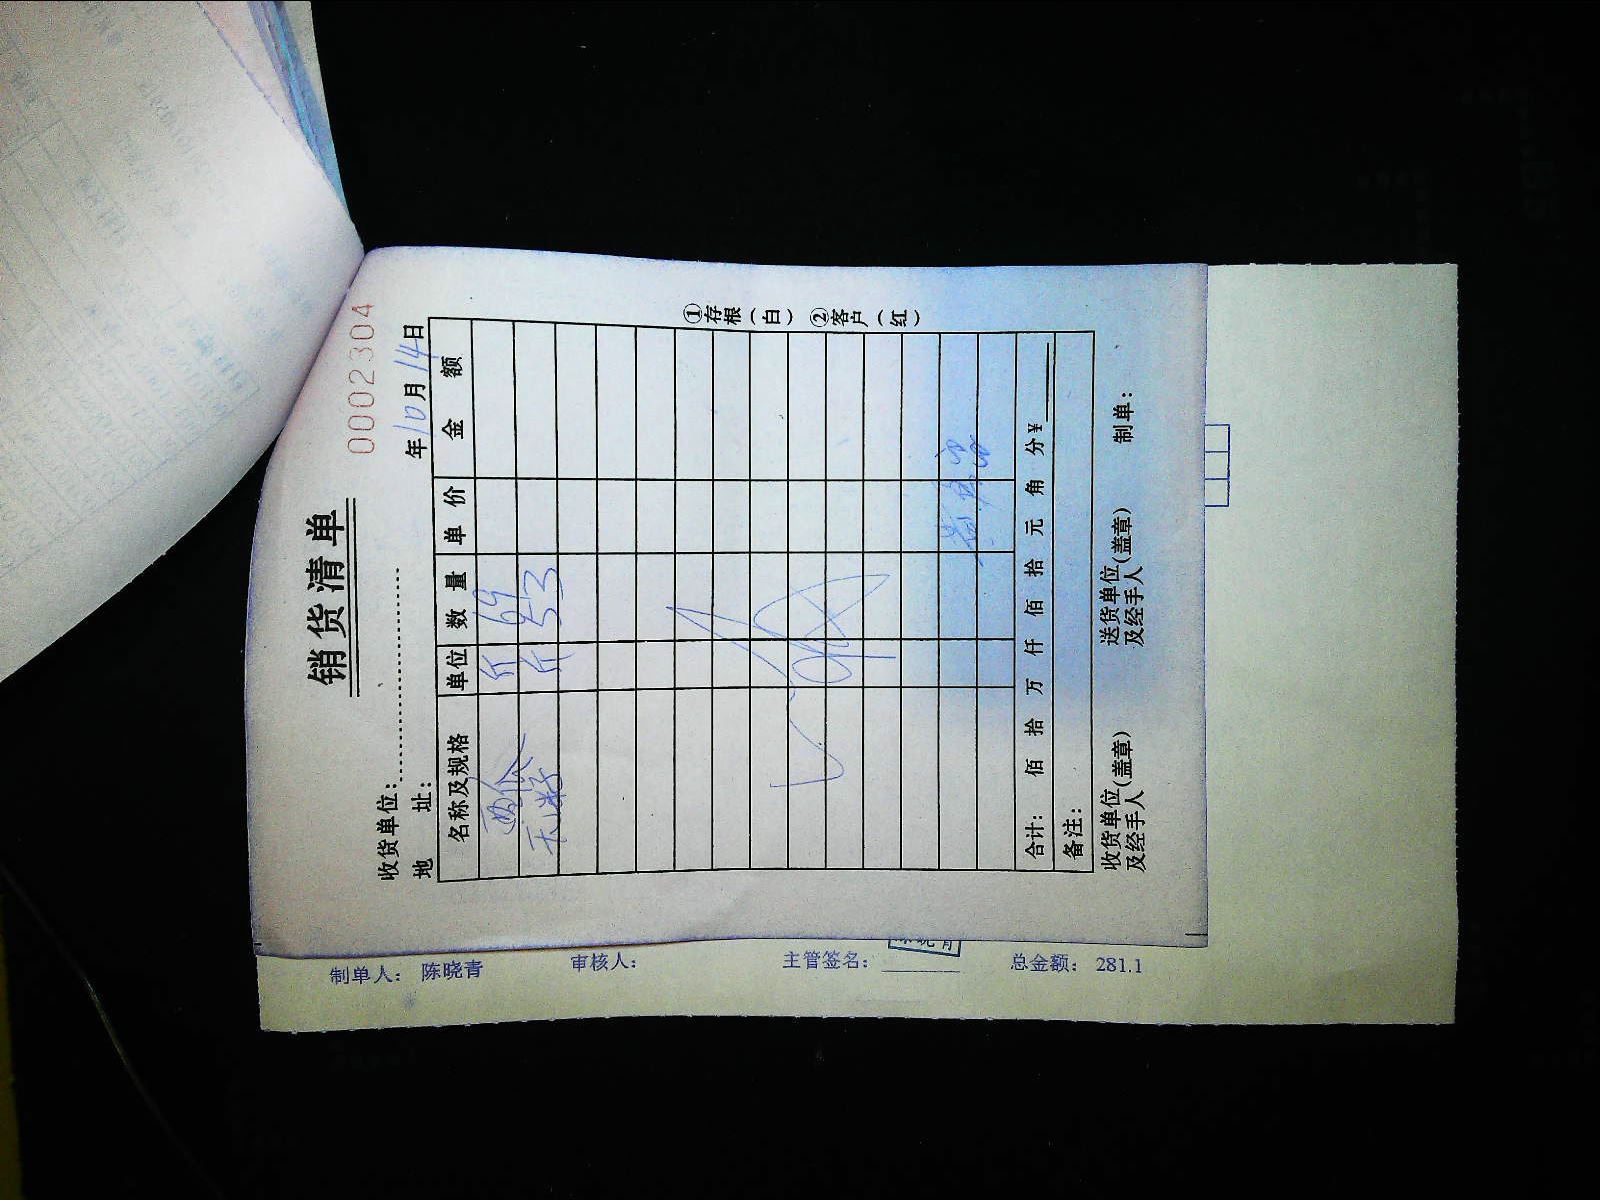 销货清单
0002304
收货单位：
年10月14日
地 址：
名称及规格 单位 数量 单价 金额
斤 69
斤 53
合计： 佰 拾 万 仟 佰 拾 元 角 分 ¥
备注：
收货单位(盖章)
及经手人
送货单位(盖章)
及经手人
制单：
①存根(白) ②客户(红)
制单人： 陈晓青 审核人： 主管签名： 总金额： 281.1